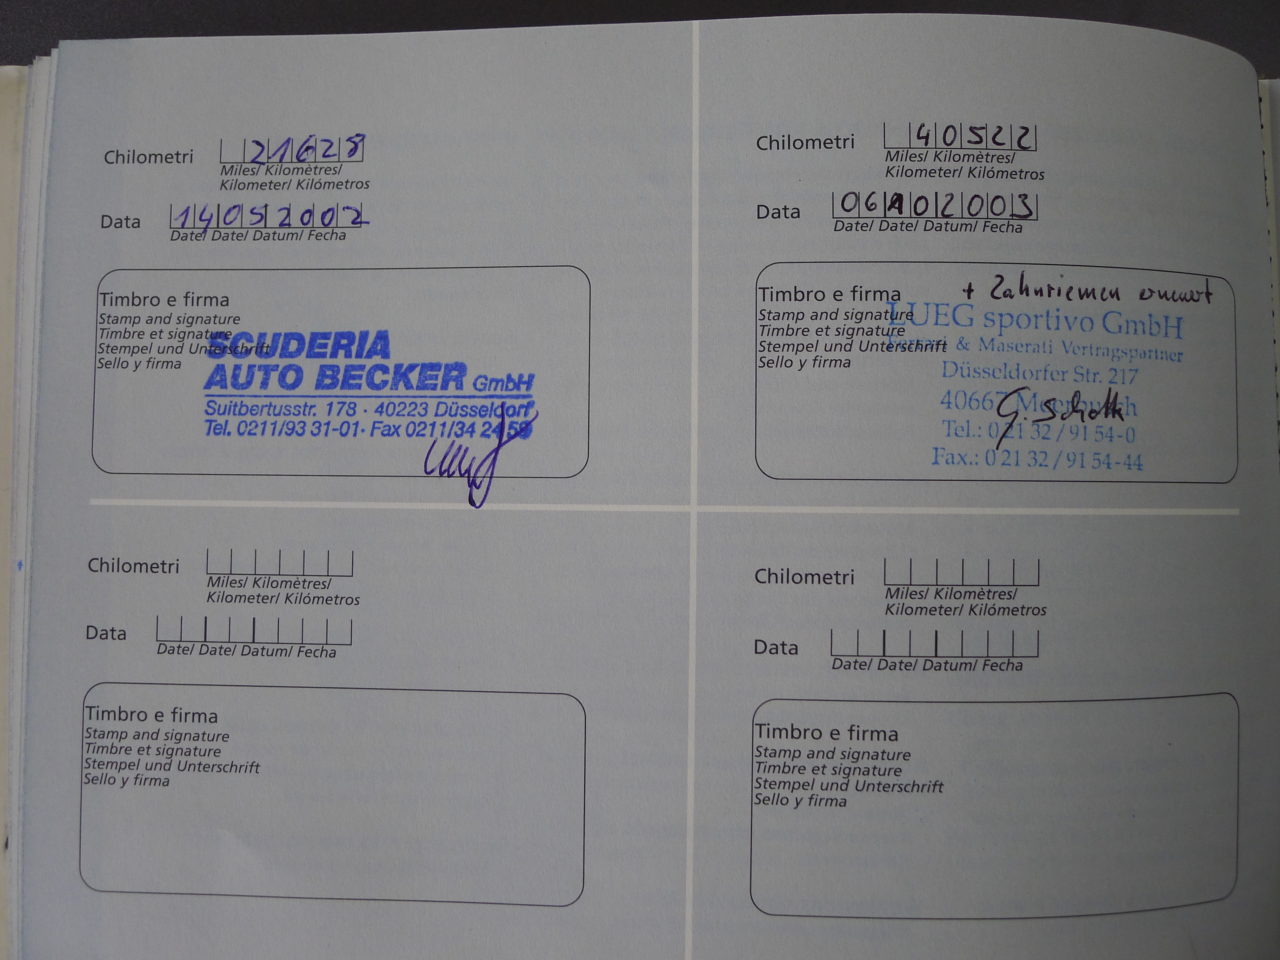 Chilometri 21628
Miles/ Kilomètres/
Kilometer/ Kilómetros
Data 14052002
Date/ Date/ Datum/ Fecha
Timbro e firma
Stamp and signature
Timbre et signature
Stempel und Unterschrift
Sello y firma
SCUDERIA
AUTO BECKER GmbH
Suitbertusstr. 178 · 40223 Düsseldorf
Tel. 0211/93 31-01 · Fax 0211/34 24 58
Chilometri 40522
Miles/ Kilomètres/
Kilometer/ Kilómetros
Data 06102003
Date/ Date/ Datum/ Fecha
+ Zahnriemen erneuert
Timbro e firma
Stamp and signature
Timbre et signature
Stempel und Unterschrift
Sello y firma
LUEG sportivo GmbH
Ferrari & Maserati Vertragspartner
Düsseldorfer Str. 217
40667 Meerbusch
Tel.: 0 21 32 / 91 54-0
Fax.: 0 21 32 / 91 54-44
Chilometri
Miles/ Kilomètres/
Kilometer/ Kilómetros
Data
Date/ Date/ Datum/ Fecha
Timbro e firma
Stamp and signature
Timbre et signature
Stempel und Unterschrift
Sello y firma
Chilometri
Miles/ Kilomètres/
Kilometer/ Kilómetros
Data
Date/ Date/ Datum/ Fecha
Timbro e firma
Stamp and signature
Timbre et signature
Stempel und Unterschrift
Sello y firma